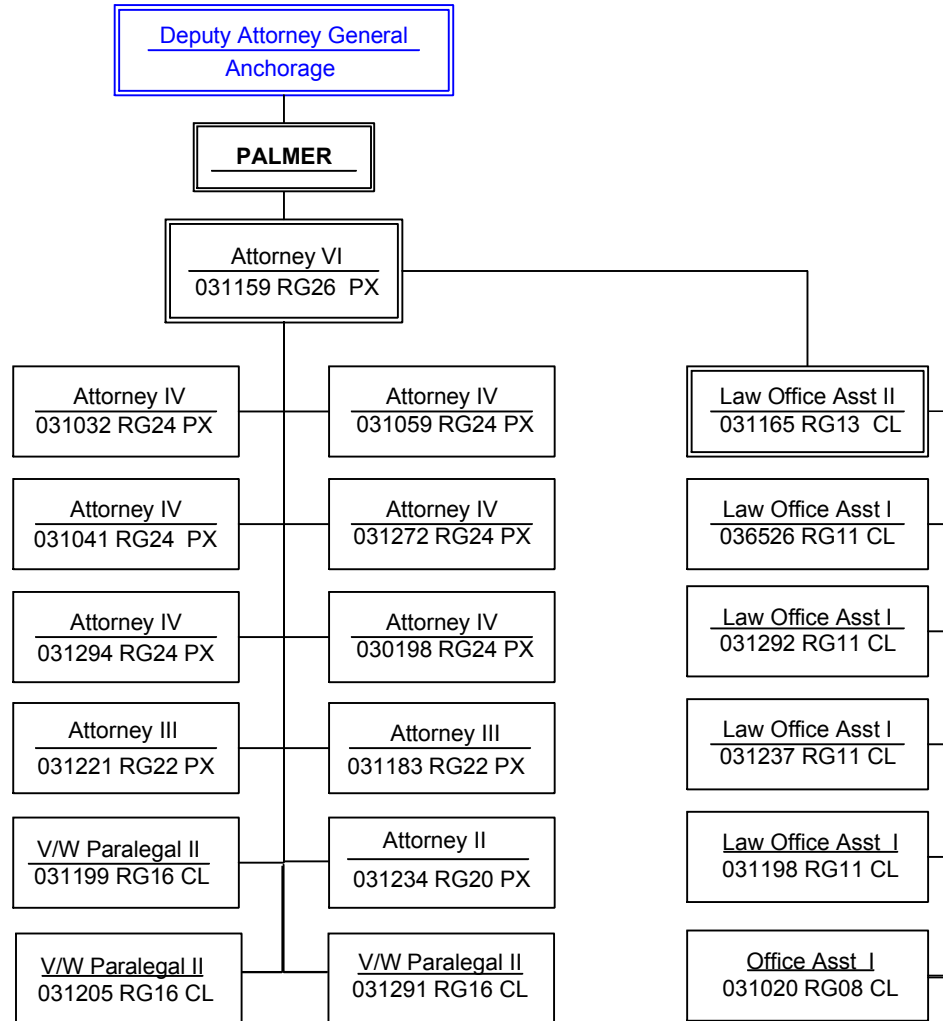 Deputy Attorney General
Anchorage
PALMER
Attorney VI
031159 RG26  PX
Attorney IV
031032 RG24 PX
Attorney IV
031059 RG24 PX
Law Office Asst II
031165 RG13  CL
Attorney IV
031041 RG24  PX
Attorney IV
031272 RG24 PX
Law Office Asst I
036526 RG11 CL
Attorney IV
031294 RG24 PX
Attorney IV
030198 RG24 PX
Law Office Asst I
031292 RG11 CL
Attorney III
031221 RG22 PX
Attorney III
031183 RG22 PX
Law Office Asst I
031237 RG11 CL
V/W Paralegal II
031199 RG16 CL
Attorney II
031234 RG20 PX
Law Office Asst  I
031198 RG11 CL
V/W Paralegal II
031205 RG16 CL
V/W Paralegal II
031291 RG16 CL
Office Asst  I
031020 RG08 CL